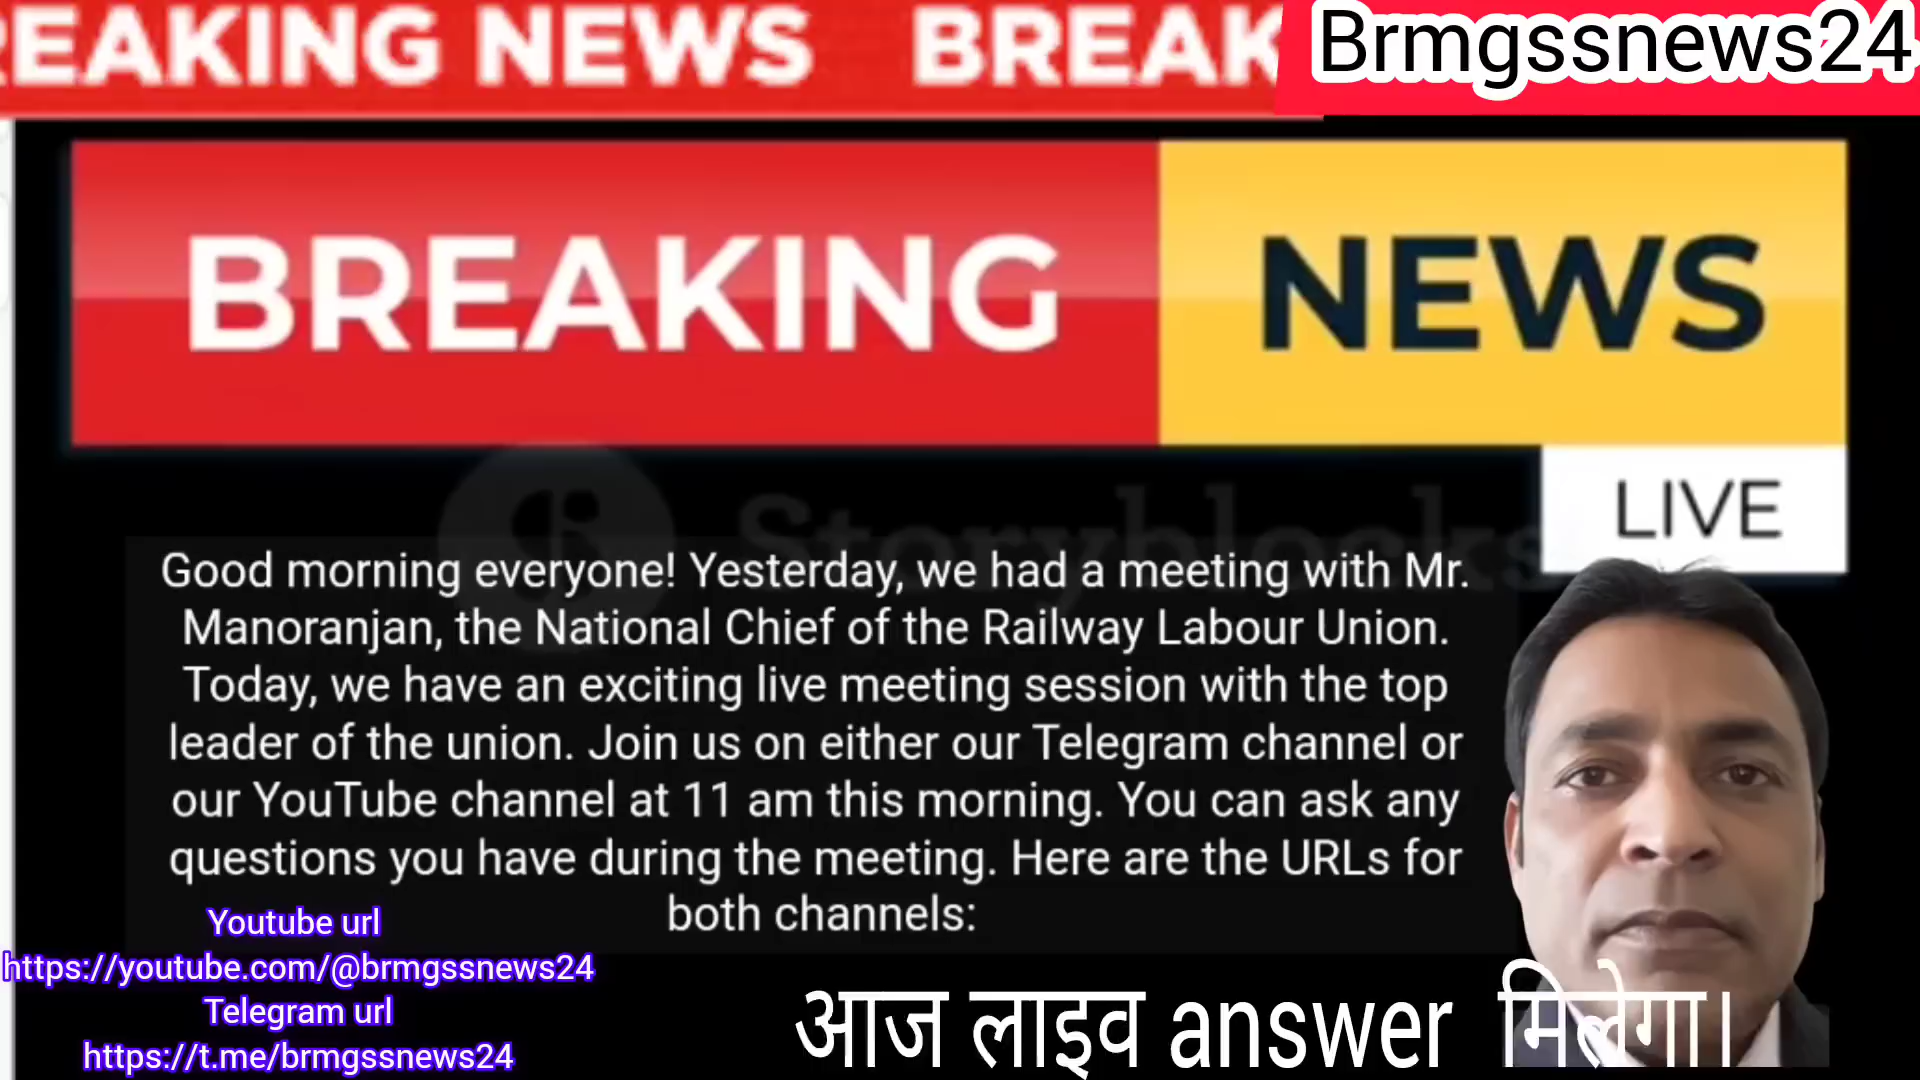 REAKING NEWS BREAK
Brmgssnews24
BREAKING NEWS
LIVE
Storyblocks
Good morning everyone! Yesterday, we had a meeting with Mr.
Manoranjan, the National Chief of the Railway Labour Union.
Today, we have an exciting live meeting session with the top
leader of the union. Join us on either our Telegram channel or
our YouTube channel at 11 am this morning. You can ask any
questions you have during the meeting. Here are the URLs for
both channels:
Youtube url
https://youtube.com/@brmgssnews24
Telegram url
https://t.me/brmgssnews24
आज लाइव answer मिलेगा।